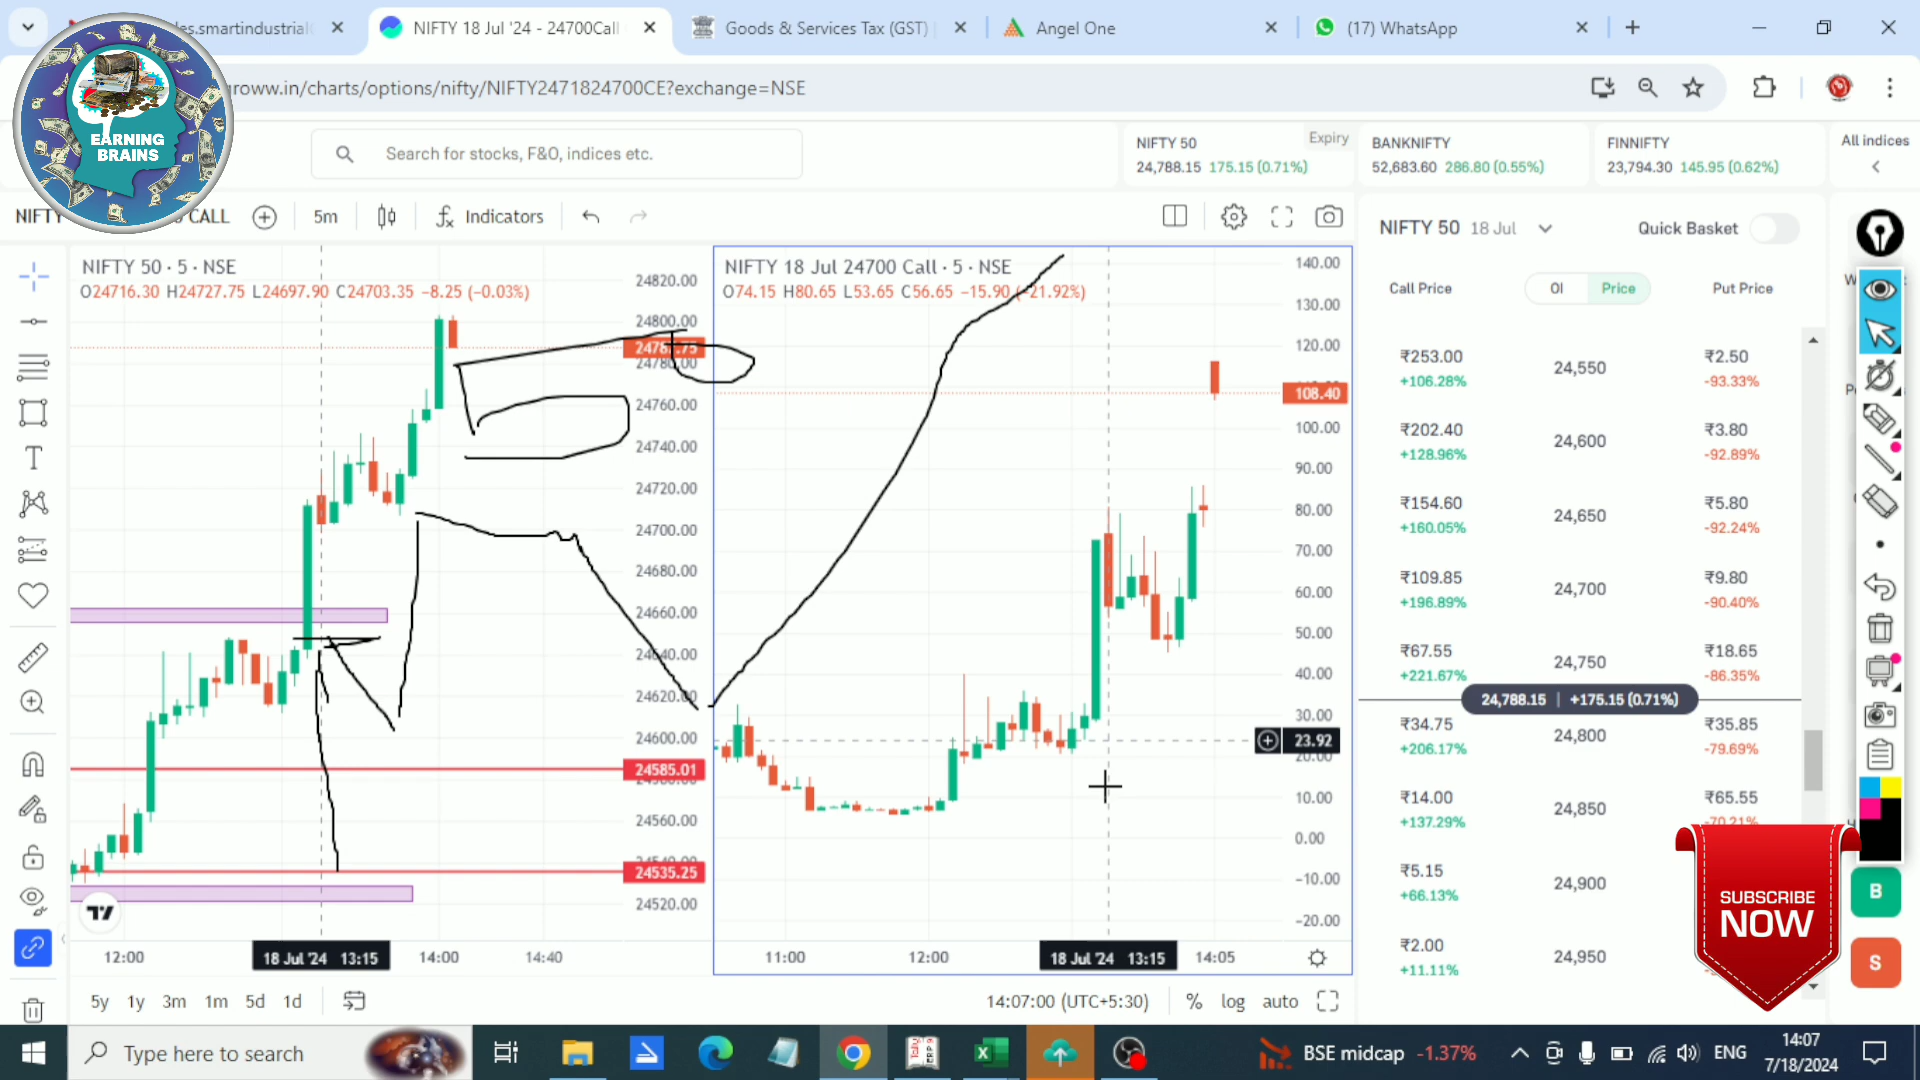 NIFTY 18 Jul '24 - 24700Call
Goods & Services Tax (GST)
Angel One
(17) WhatsApp
groww.in/charts/options/nifty/NIFTY2471824700CE?exchange=NSE
EARNING
BRAINS
Search for stocks, F&O, indices etc.
NIFTY 50
Expiry
24,788.15 175.15 (0.71%)
BANKNIFTY
52,683.60 286.80 (0.55%)
FINNIFTY
23,794.30 145.95 (0.62%)
All indices
CALL
5m
Indicators
NIFTY 50 · 5 · NSE
O24716.30 H24727.75 L24697.90 C24703.35 −8.25 (−0.03%)
24820.00
24800.00
24780.00
24760.00
24740.00
24720.00
24700.00
24680.00
24660.00
24640.00
24620.00
24600.00
24585.01
24560.00
24535.25
24520.00
12:00
18 Jul '24 13:15
14:00
14:40
NIFTY 18 Jul 24700 Call · 5 · NSE
O74.15 H80.65 L53.65 C56.65 −15.90 (−21.92%)
140.00
130.00
120.00
108.40
100.00
90.00
80.00
70.00
60.00
50.00
40.00
30.00
23.92
20.00
10.00
0.00
−10.00
−20.00
11:00
12:00
18 Jul '24 13:15
14:05
5y 1y 3m 1m 5d 1d
14:07:00 (UTC+5:30)
% log auto
NIFTY 50 18 Jul
Quick Basket
Call Price
OI Price
Put Price
₹253.00 24,550 ₹2.50
+106.28% -93.33%
₹202.40 24,600 ₹3.80
+128.96% -92.89%
₹154.60 24,650 ₹5.80
+160.05% -92.24%
₹109.85 24,700 ₹9.80
+196.89% -90.40%
₹67.55 24,750 ₹18.65
+221.67% -86.35%
24,788.15 | +175.15 (0.71%)
₹34.75 24,800 ₹35.85
+206.17% -79.69%
₹14.00 24,850 ₹65.55
+137.29% -70.21%
₹5.15 24,900
+66.13%
₹2.00 24,950
+11.11%
B
S
SUBSCRIBE
NOW
Type here to search
BSE midcap -1.37%
ENG
14:07
7/18/2024